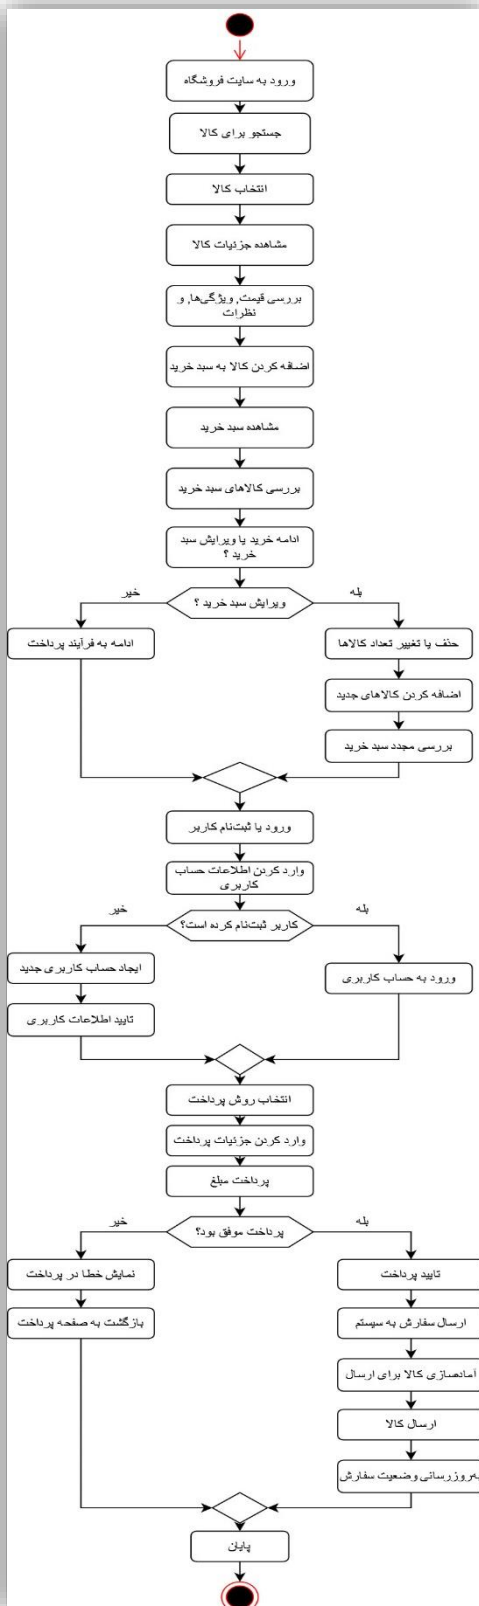 ورود به سایت فروشگاه
جستجو برای کالا
انتخاب کالا
مشاهده جزئیات کالا
بررسی قیمت, ویژگی‌ها, و
نظرات
اضافه کردن کالا به سبد خرید
مشاهده سبد خرید
بررسی کالاهای سبد خرید
ادامه خرید یا ویرایش سبد
خرید ؟
ویرایش سبد خرید ؟
بله
خیر
حذف یا تغییر تعداد کالاها
ادامه به فرآیند پرداخت
اضافه کردن کالاهای جدید
بررسی مجدد سبد خرید
ورود یا ثبت‌نام کاربر
وارد کردن اطلاعات حساب
کاربری
کاربر ثبت‌نام کرده است؟
بله
خیر
ورود به حساب کاربری
ایجاد حساب کاربری جدید
تایید اطلاعات کاربری
انتخاب روش پرداخت
وارد کردن جزئیات پرداخت
پرداخت مبلغ
پرداخت موفق بود؟
بله
خیر
تایید پرداخت
نمایش خطا در پرداخت
ارسال سفارش به سیستم
بازگشت به صفحه پرداخت
آماده‌سازی کالا برای ارسال
ارسال کالا
به‌روزرسانی وضعیت سفارش
پایان